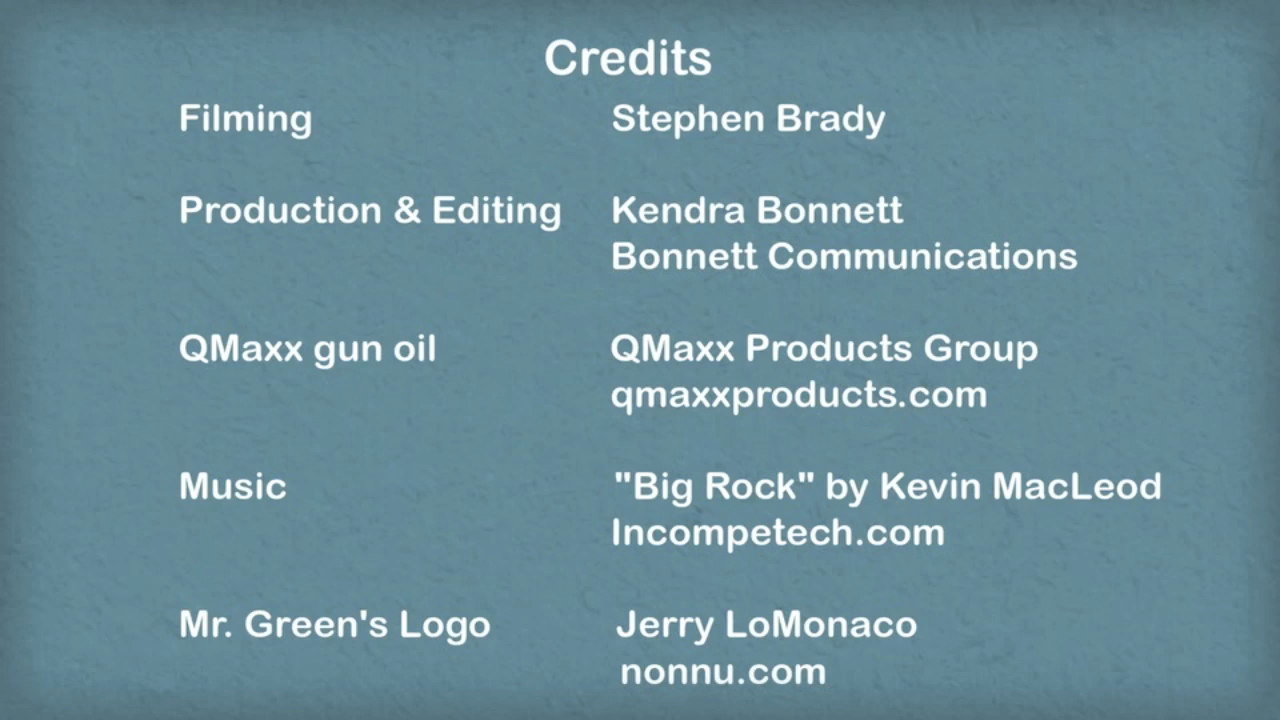 Credits
Filming Stephen Brady
Production & Editing Kendra Bonnett
Bonnett Communications
QMaxx gun oil QMaxx Products Group
qmaxxproducts.com
Music "Big Rock" by Kevin MacLeod
Incompetech.com
Mr. Green's Logo Jerry LoMonaco
nonnu.com